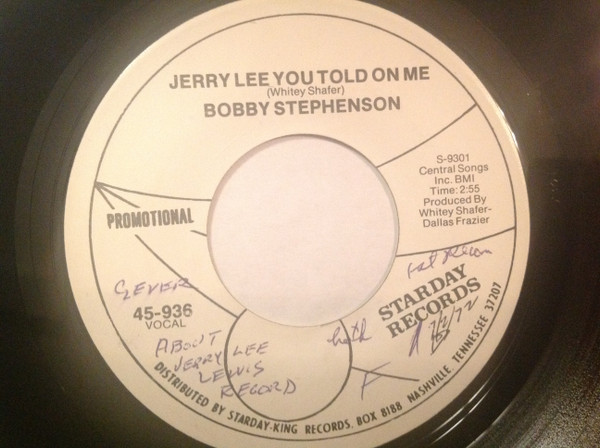 JERRY LEE YOU TOLD ON ME
(Whitey Shafer)
BOBBY STEPHENSON
S-9301
Central Songs
Inc. BMI
Time: 2:55
Produced By
Whitey Shafer-
Dallas Frazier
PROMOTIONAL
CLEVER
45-936
VOCAL
ABOUT
JERRY LEE
LEWIS
RECORD
STARDAY
RECORDS
F
DISTRIBUTED BY STARDAY-KING RECORDS, BOX 8188 NASHVILLE, TENNESSEE 37207